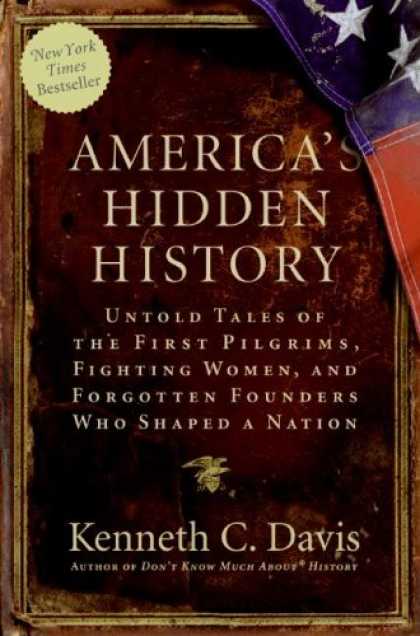 New York
Times
Bestseller
AMERICA'S
HIDDEN
HISTORY
UNTOLD TALES OF
THE FIRST PILGRIMS,
FIGHTING WOMEN, AND
FORGOTTEN FOUNDERS
WHO SHAPED A NATION
Kenneth C. Davis
AUTHOR OF DON'T KNOW MUCH ABOUT® HISTORY